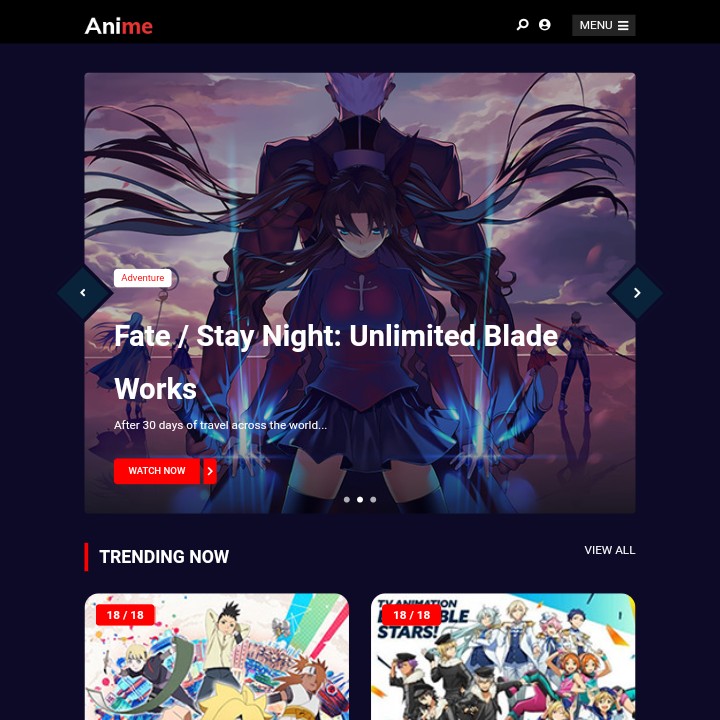 Anime
MENU
Adventure
Fate / Stay Night: Unlimited Blade
Works
After 30 days of travel across the world...
WATCH NOW
TRENDING NOW
VIEW ALL
18 / 18
18 / 18
TV ANIMATION
STARS!